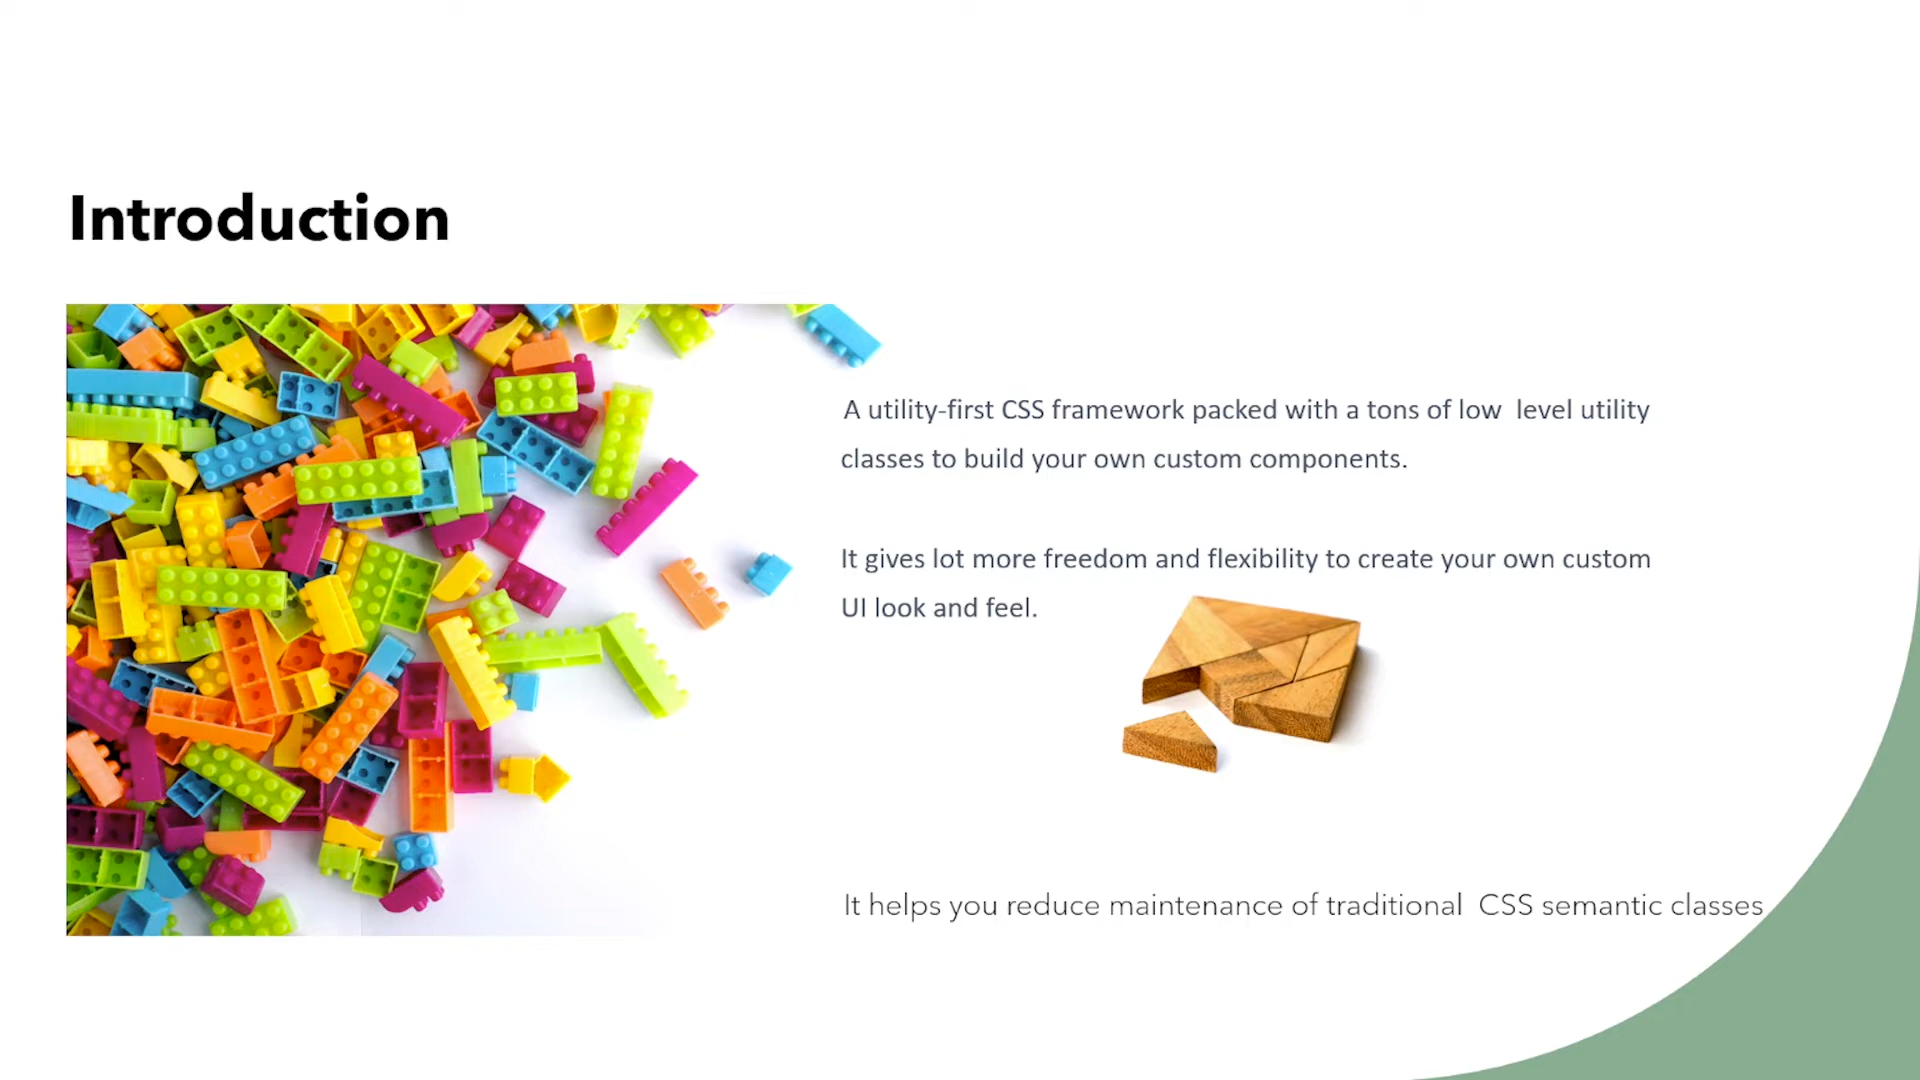 Introduction
A utility-first CSS framework packed with a tons of low  level utility
classes to build your own custom components.
It gives lot more freedom and flexibility to create your own custom
UI look and feel.
It helps you reduce maintenance of traditional  CSS semantic classes